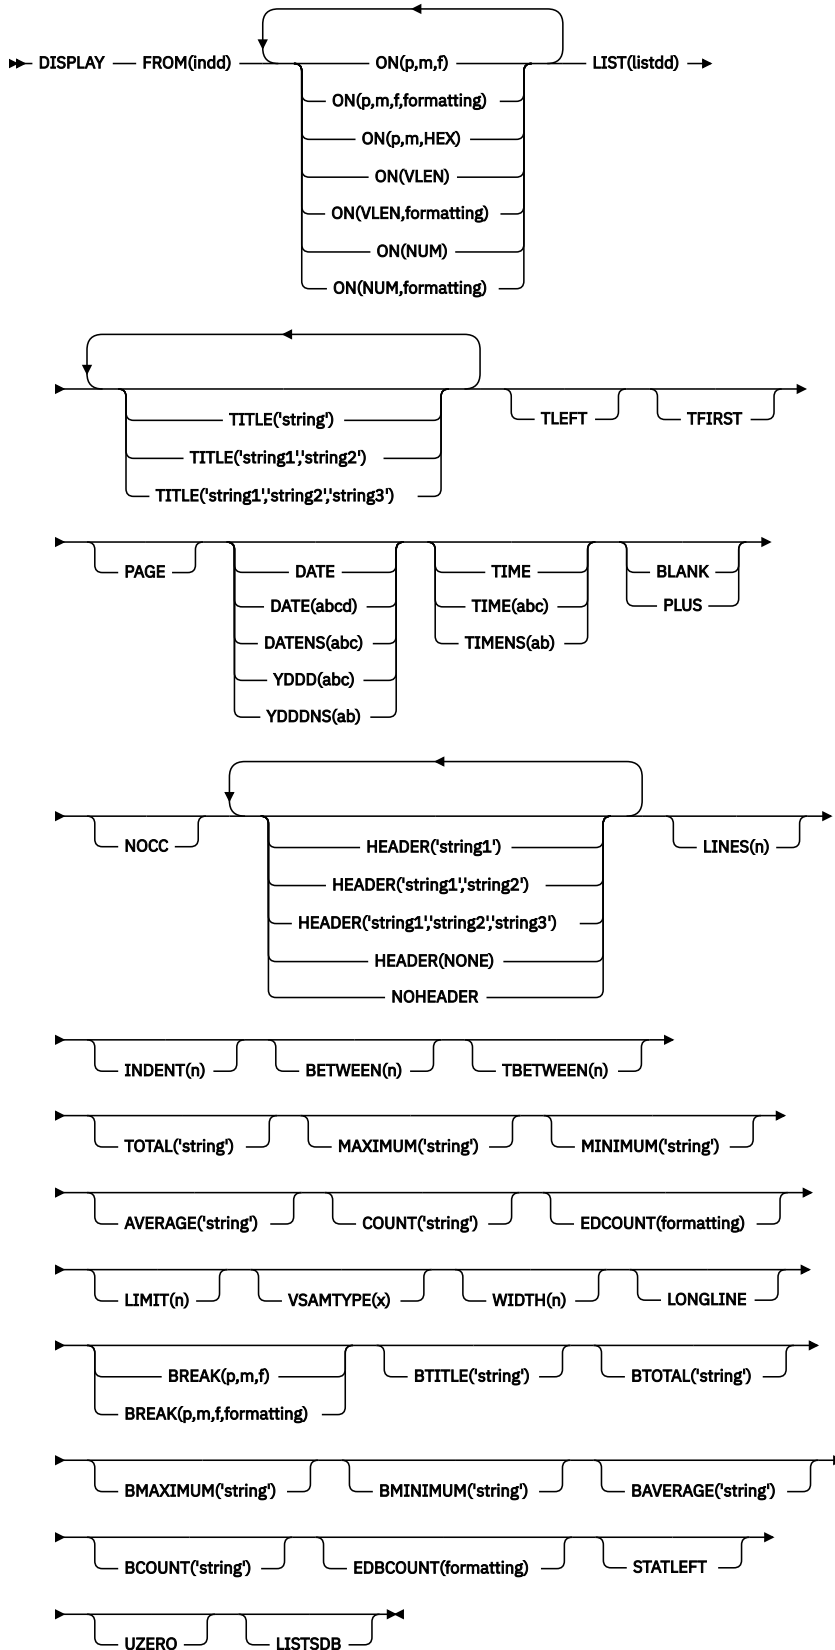 DISPLAY FROM(indd) ON(p,m,f) LIST(listdd)
ON(p,m,f,formatting)
ON(p,m,HEX)
ON(VLEN)
ON(VLEN,formatting)
ON(NUM)
ON(NUM,formatting)
TITLE('string') TLEFT TFIRST
TITLE('string1','string2')
TITLE('string1','string2','string3')
PAGE DATE TIME BLANK
DATE(abcd) TIME(abc) PLUS
DATENS(abc) TIMENS(ab)
YDDD(abc)
YDDDNS(ab)
NOCC HEADER('string1') LINES(n)
HEADER('string1','string2')
HEADER('string1','string2','string3')
HEADER(NONE)
NOHEADER
INDENT(n) BETWEEN(n) TBETWEEN(n)
TOTAL('string') MAXIMUM('string') MINIMUM('string')
AVERAGE('string') COUNT('string') EDCOUNT(formatting)
LIMIT(n) VSAMTYPE(x) WIDTH(n) LONGLINE
BREAK(p,m,f) BTITLE('string') BTOTAL('string')
BREAK(p,m,f,formatting)
BMAXIMUM('string') BMINIMUM('string') BAVERAGE('string')
BCOUNT('string') EDBCOUNT(formatting) STATLEFT
UZERO LISTSDB